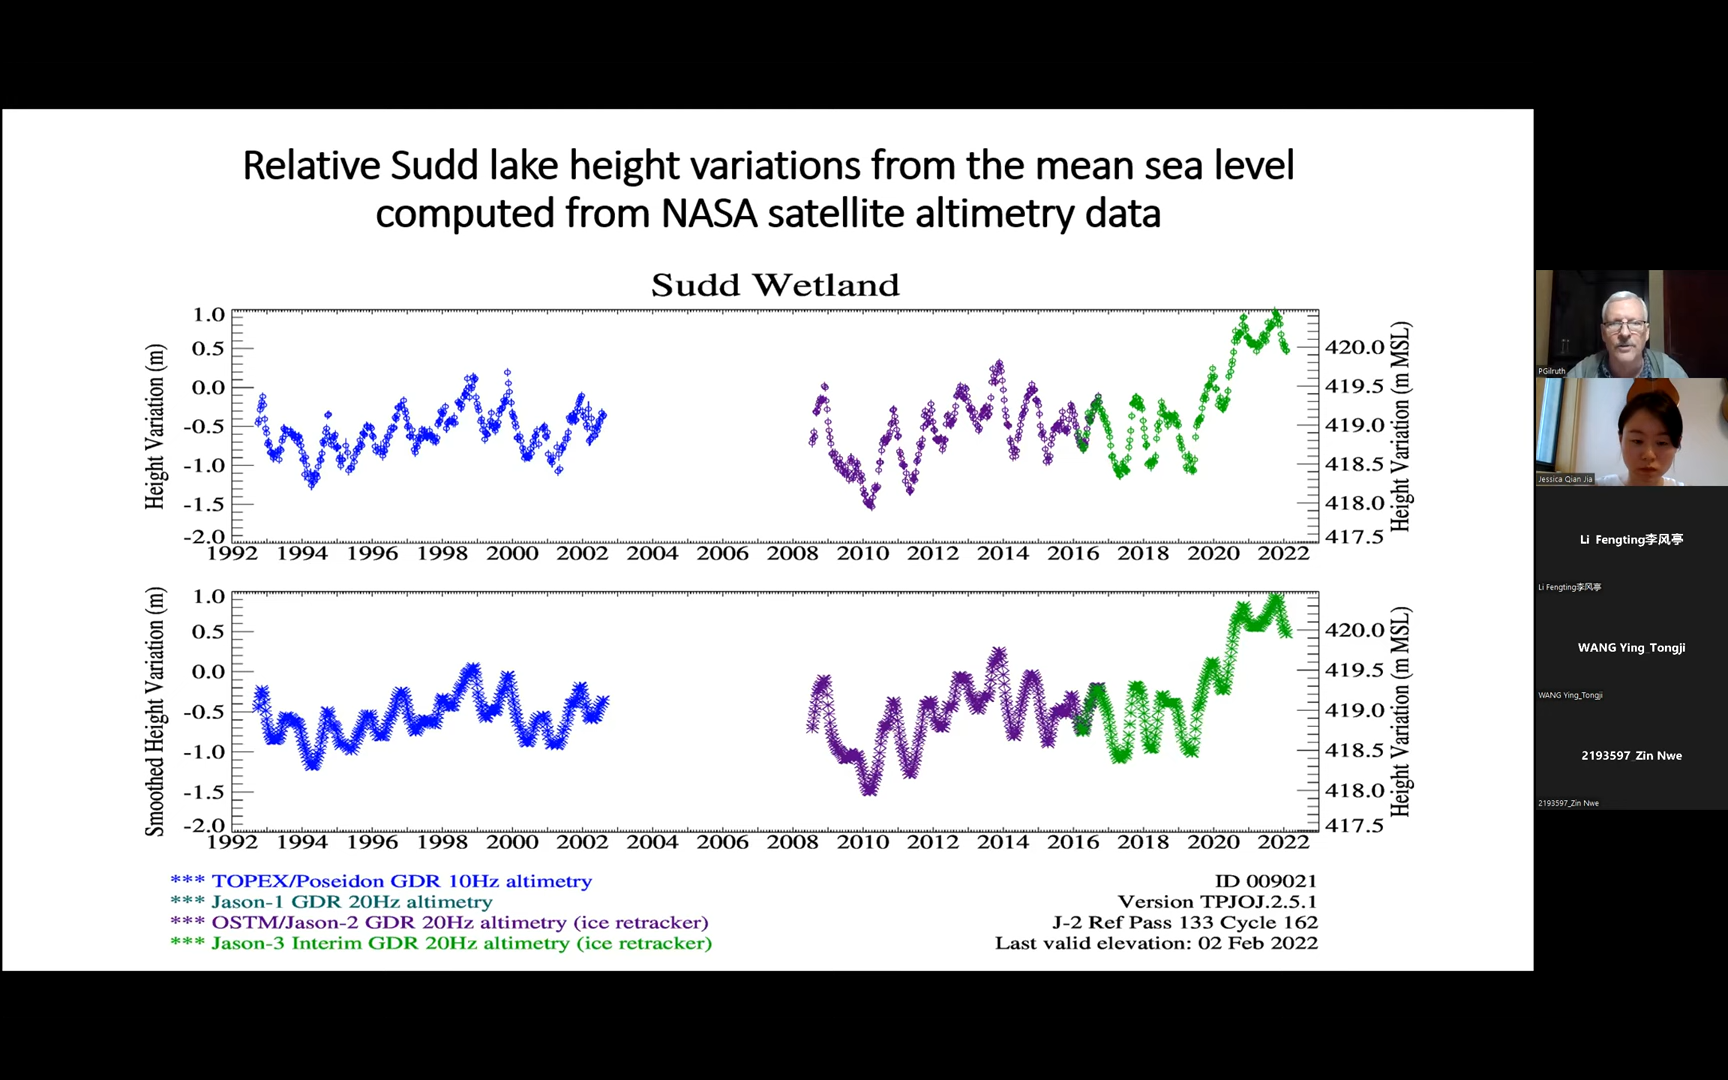 Relative Sudd lake height variations from the mean sea level
computed from NASA satellite altimetry data
Sudd Wetland
Height Variation (m)
1.0
0.5
0.0
-0.5
-1.0
-1.5
-2.0
420.0
419.5
419.0
418.5
418.0
417.5
Height Variation (m MSL)
1992 1994 1996 1998 2000 2002 2004 2006 2008 2010 2012 2014 2016 2018 2020 2022
Smoothed Height Variation (m)
1.0
0.5
0.0
-0.5
-1.0
-1.5
-2.0
420.0
419.5
419.0
418.5
418.0
417.5
Height Variation (m MSL)
1992 1994 1996 1998 2000 2002 2004 2006 2008 2010 2012 2014 2016 2018 2020 2022
*** TOPEX/Poseidon GDR 10Hz altimetry
*** Jason-1 GDR 20Hz altimetry
*** OSTM/Jason-2 GDR 20Hz altimetry (ice retracker)
*** Jason-3 Interim GDR 20Hz altimetry (ice retracker)
ID 009021
Version TPJOJ.2.5.1
J-2 Ref Pass 133 Cycle 162
Last valid elevation: 02 Feb 2022
PGilruth
Jessica Qian Jia
Li Fengting李风亭
Li Fengting李风亭
WANG Ying_Tongji
WANG Ying_Tongji
2193597_Zin Nwe
2193597_Zin Nwe